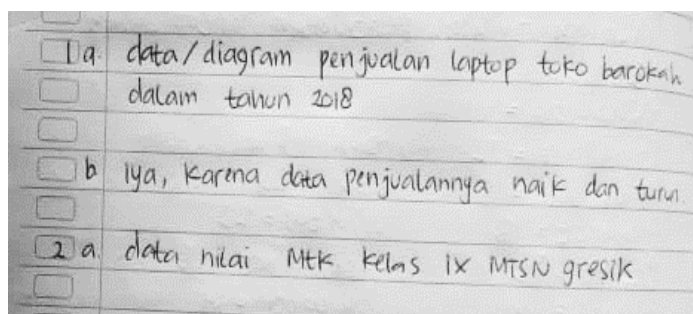 1 a. data/diagram penjualan laptop toko barokah
dalam tahun 2018
b iya, karena data penjualannya naik dan turun.
2 a. data nilai Mtk kelas ix MTSN gresik